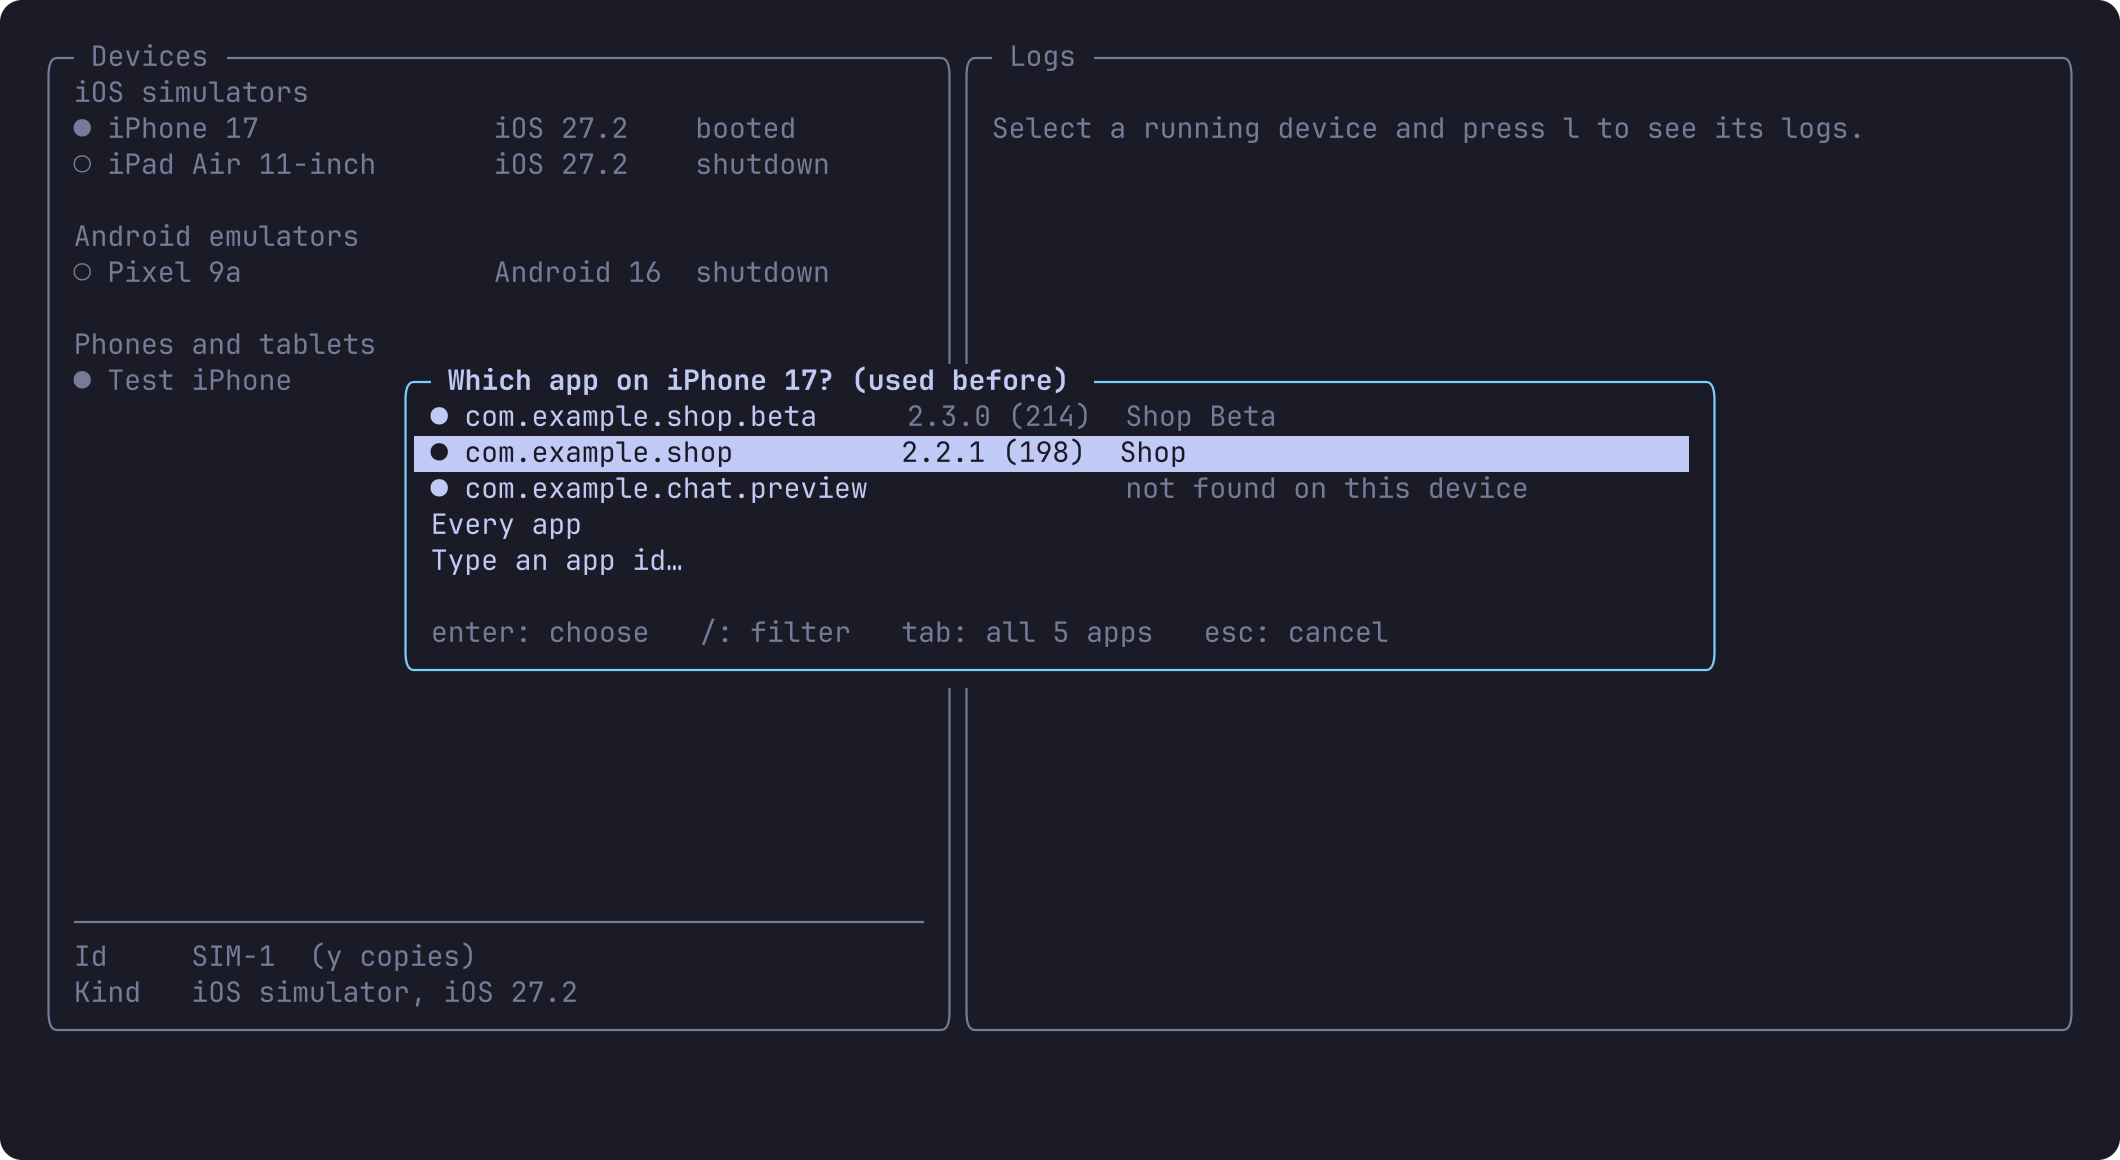 Devices
iOS simulators
● iPhone 17 iOS 27.2 booted
○ iPad Air 11-inch iOS 27.2 shutdown
Android emulators
○ Pixel 9a Android 16 shutdown
Phones and tablets
● Test iPhone
Logs
Select a running device and press l to see its logs.
Which app on iPhone 17? (used before)
● com.example.shop.beta 2.3.0 (214) Shop Beta
● com.example.shop 2.2.1 (198) Shop
● com.example.chat.preview not found on this device
Every app
Type an app id…
enter: choose /: filter tab: all 5 apps esc: cancel
Id SIM-1 (y copies)
Kind iOS simulator, iOS 27.2